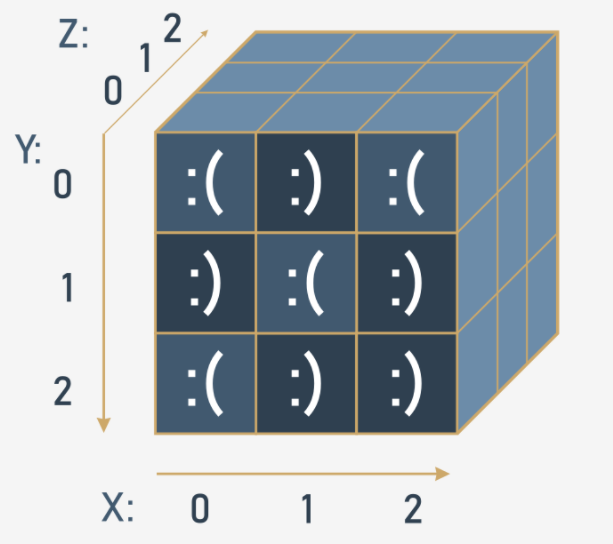 Z: 0 1 2
Y: 0 1 2
:( :) :(
:) :( :)
:( :) :)
X: 0 1 2